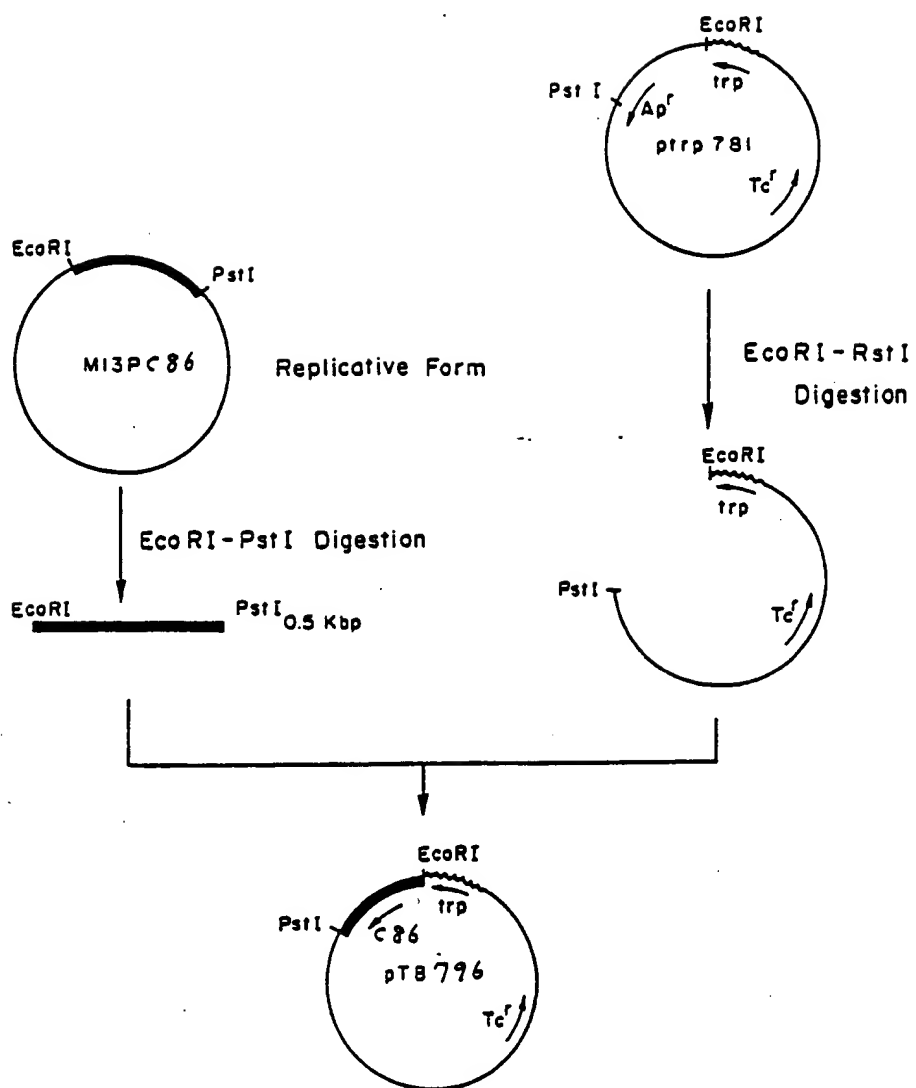 EcoRI
trp
Pst I
Apr
ptrp 781
Tcr
EcoRI
PstI
M13PC86
Replicative Form
EcoRI-RstI
Digestion
EcoRI-PstI Digestion
EcoRI
PstI
0.5 Kbp
EcoRI
trp
PstI
Tcr
EcoRI
trp
PstI
C86
pTB796
Tcr